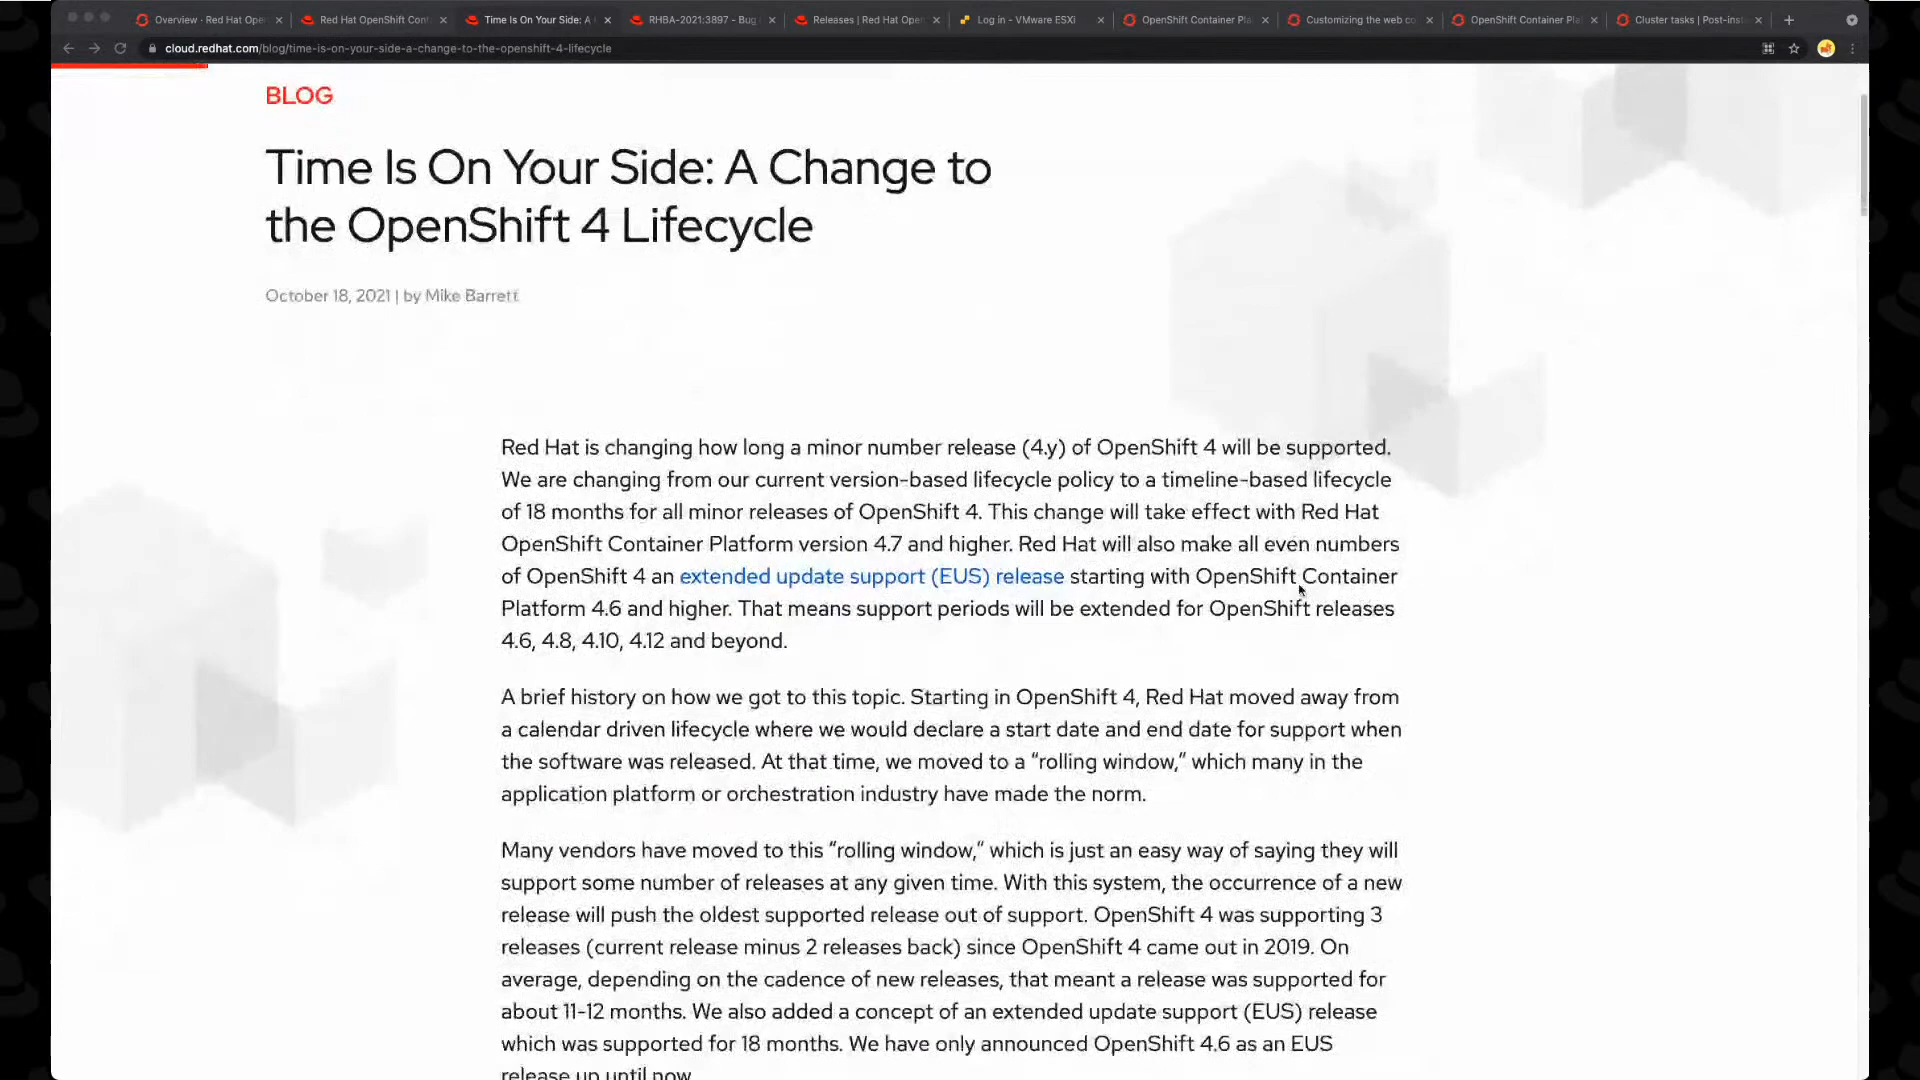 Overview · Red Hat Ope
Red Hat OpenShift Cont
Time Is On Your Side: A
RHBA-2021:3897 - Bug
Releases | Red Hat Open
Log in - VMware ESXi
OpenShift Container Pla
Customizing the web co
OpenShift Container Pla
Cluster tasks | Post-inst
cloud.redhat.com/blog/time-is-on-your-side-a-change-to-the-openshift-4-lifecycle
BLOG
Time Is On Your Side: A Change to
the OpenShift 4 Lifecycle
October 18, 2021 | by Mike Barrett
Red Hat is changing how long a minor number release (4.y) of OpenShift 4 will be supported.
We are changing from our current version-based lifecycle policy to a timeline-based lifecycle
of 18 months for all minor releases of OpenShift 4. This change will take effect with Red Hat
OpenShift Container Platform version 4.7 and higher. Red Hat will also make all even numbers
of OpenShift 4 an extended update support (EUS) release starting with OpenShift Container
Platform 4.6 and higher. That means support periods will be extended for OpenShift releases
4.6, 4.8, 4.10, 4.12 and beyond.
A brief history on how we got to this topic. Starting in OpenShift 4, Red Hat moved away from
a calendar driven lifecycle where we would declare a start date and end date for support when
the software was released. At that time, we moved to a “rolling window,” which many in the
application platform or orchestration industry have made the norm.
Many vendors have moved to this “rolling window,” which is just an easy way of saying they will
support some number of releases at any given time. With this system, the occurrence of a new
release will push the oldest supported release out of support. OpenShift 4 was supporting 3
releases (current release minus 2 releases back) since OpenShift 4 came out in 2019. On
average, depending on the cadence of new releases, that meant a release was supported for
about 11-12 months. We also added a concept of an extended update support (EUS) release
which was supported for 18 months. We have only announced OpenShift 4.6 as an EUS
release up until now.